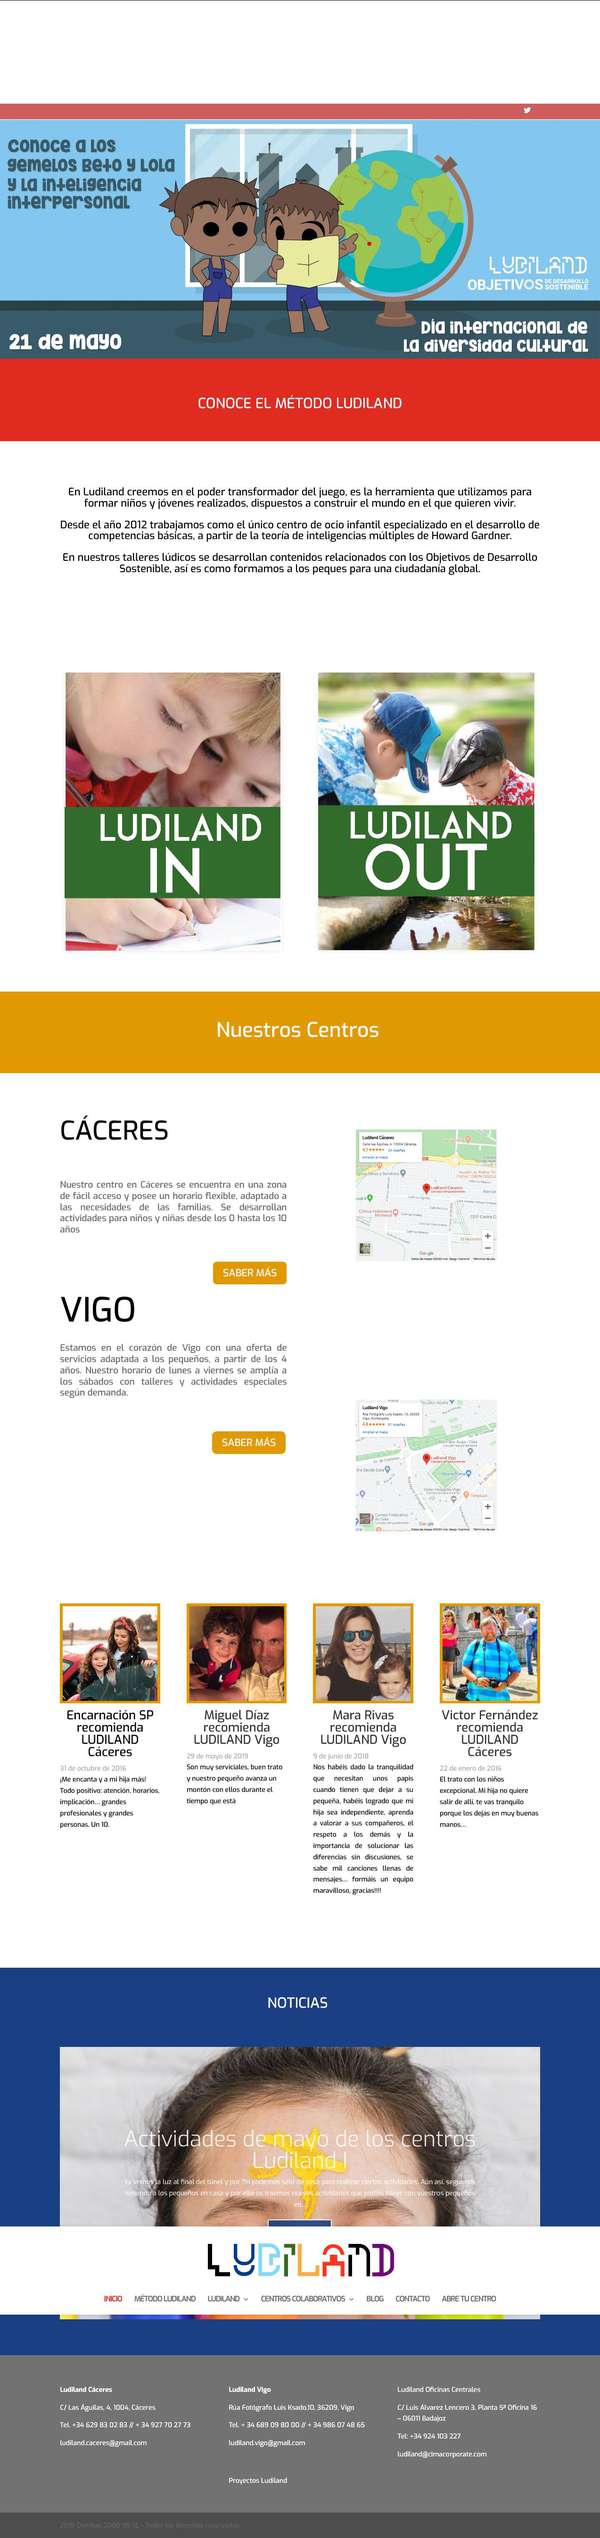 Conoce a los
gemelos Beto y Lola
y la inteligencia
interpersonal
LUDILAND
OBJETIVOS DE DESARROLLO
SOSTENIBLE
21 de mayo
Día internacional de
la diversidad cultural
CONOCE EL MÉTODO LUDILAND
En Ludiland creemos en el poder transformador del juego, es la herramienta que utilizamos para
formar niños y jóvenes realizados, dispuestos a construir el mundo en el que quieren vivir.
Desde el año 2012 trabajamos como el único centro de ocio infantil especializado en el desarrollo de
competencias básicas, a partir de la teoría de inteligencias múltiples de Howard Gardner.
En nuestros talleres lúdicos se desarrollan contenidos relacionados con los Objetivos de Desarrollo
Sostenible, así es como formamos a los peques para una ciudadanía global.
LUDILAND
IN
LUDILAND
OUT
Nuestros Centros
CÁCERES
Nuestro centro en Cáceres se encuentra en una zona
de fácil acceso y posee un horario flexible, adaptado a
las necesidades de las familias. Se desarrollan
actividades para niños y niñas desde los 0 hasta los 10
años
SABER MÁS
Ludiland Cáceres
Google
VIGO
Estamos en el corazón de Vigo con una oferta de
servicios adaptada a los pequeños, a partir de los 4
años. Nuestro horario de lunes a viernes se amplía a
los sábados con talleres y actividades especiales
según demanda.
SABER MÁS
Ludiland Vigo
Google
Encarnación SP
recomienda
LUDILAND
Cáceres
31 de octubre de 2016
¡Me encanta y a mi hija más!
Todo positivo: atención, horarios,
implicación... grandes
profesionales y grandes
personas. Un 10.
Miguel Díaz
recomienda
LUDILAND Vigo
29 de mayo de 2019
Son muy serviciales, buen trato
y nuestro pequeño avanza un
montón con ellos durante el
tiempo que está
Mara Rivas
recomienda
LUDILAND Vigo
9 de junio de 2018
Nos habéis dado la tranquilidad
que necesitan unos papis
cuando tienen que dejar a su
pequeña, habéis logrado que mi
hija sea independiente, aprenda
a valorar a sus compañeros, el
respeto a los demás y la
importancia de solucionar las
diferencias sin discusiones, se
sabe mil canciones llenas de
mensajes... formáis un equipo
maravilloso, gracias!!!!
Victor Fernández
recomienda
LUDILAND
Cáceres
22 de enero de 2016
El trato con los niños
excepcional. Mi hija no quiere
salir de allí, te vas tranquilo
porque los dejas en muy buenas
manos...
NOTICIAS
Actividades de mayo de los centros
Ludiland I
LUDILAND
INICIO
MÉTODO LUDILAND
LUDILAND
CENTROS COLABORATIVOS
BLOG
CONTACTO
ABRE TU CENTRO
Ludiland Cáceres
C/ Las Águilas, 4, 1004, Cáceres
Tel. +34 629 83 02 83 // + 34 927 70 27 73
ludiland.caceres@gmail.com
Ludiland Vigo
Rúa Fotógrafo Luis Ksado,10, 36209, Vigo
Tel. + 34 689 09 80 00 // + 34 986 07 48 65
ludiland.vigo@gmail.com
Proyectos Ludiland
Ludiland Oficinas Centrales
C/ Luis Álvarez Lencero 3, Planta 5ª Oficina 16
– 06011 Badajoz
Tel: +34 924 103 227
ludiland@cimacorporate.com